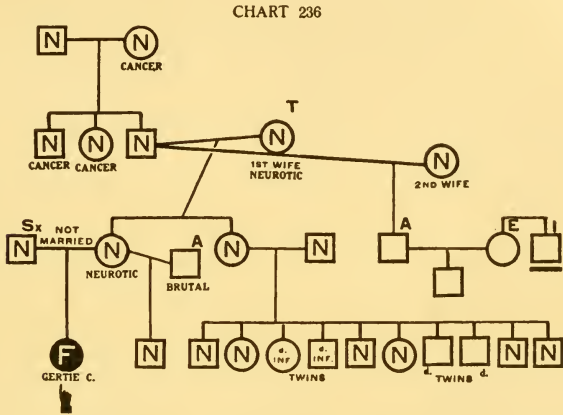 CHART 236
N N
CANCER
T
N N N N
CANCER CANCER
1ST WIFE
NEUROTIC
N
2ND WIFE
Sx NOT
MARRIED
A A E I
N N N N
NEUROTIC
BRUTAL
F
GERTIE C.
N
N N d. INF d. INF. N N d. d. N N
TWINS TWINS